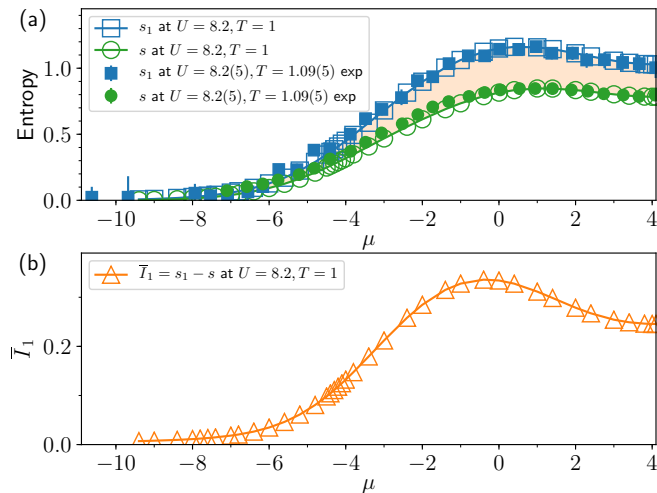 (a)
s₁ at U = 8.2, T = 1
s at U = 8.2, T = 1
s₁ at U = 8.2(5), T = 1.09(5) exp
s at U = 8.2(5), T = 1.09(5) exp
Entropy
1.0
0.5
0.0
−10 −8 −6 −4 −2 0 2 4
μ
(b)
I̅₁ = s₁ − s at U = 8.2, T = 1
I̅₁
0.2
0.0
−10 −8 −6 −4 −2 0 2 4
μ